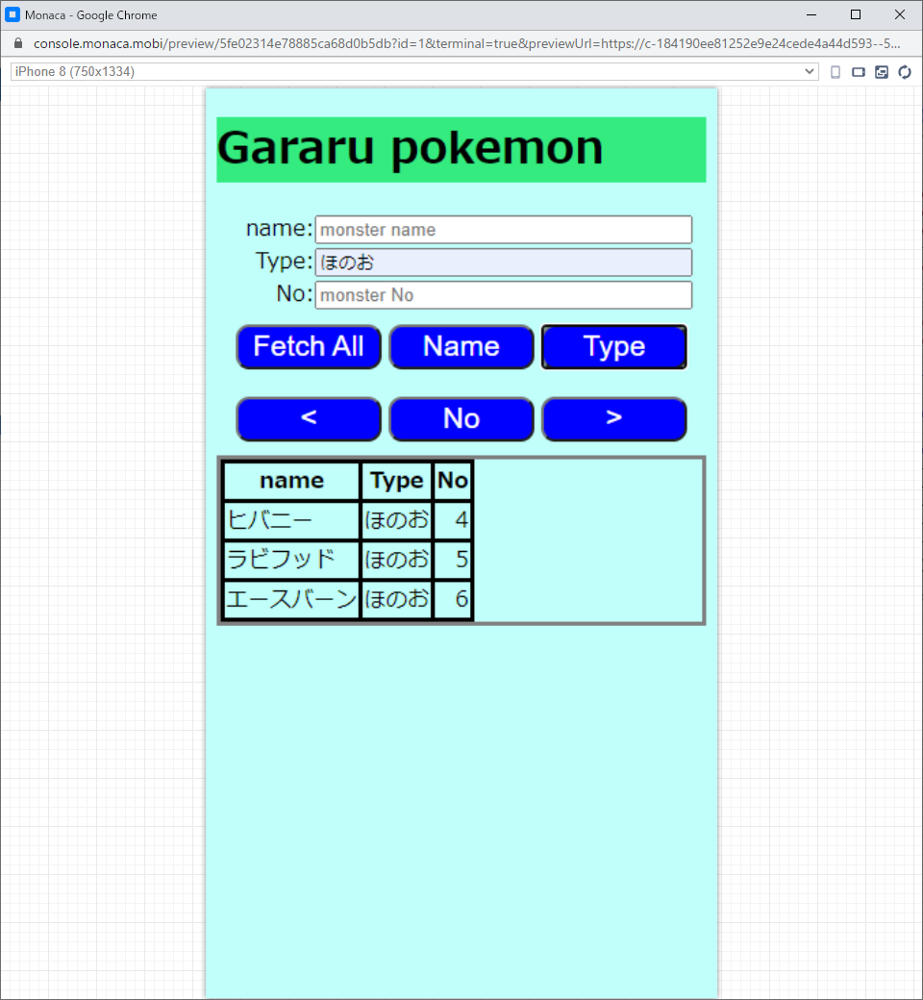 Monaca - Google Chrome
console.monaca.mobi/preview/5fe02314e78885ca68d0b5db?id=1&terminal=true&previewUrl=https://c-184190ee81252e9e24cede4a44d593--5...
iPhone 8 (750x1334)
Gararu pokemon
name: monster name
Type: ほのお
No: monster No
Fetch All Name Type
< No >
name Type No
ヒバニー ほのお 4
ラビフッド ほのお 5
エースバーン ほのお 6